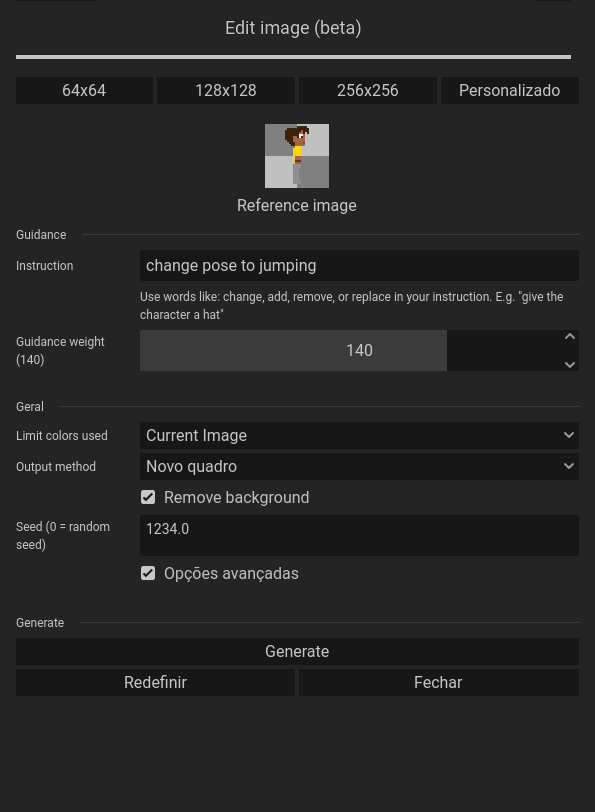 Edit image (beta)
64x64 128x128 256x256 Personalizado
Reference image
Guidance
Instruction change pose to jumping
Use words like: change, add, remove, or replace in your instruction. E.g. "give the
character a hat"
Guidance weight
(140)
140
Geral
Limit colors used Current Image
Output method Novo quadro
Remove background
Seed (0 = random
seed)
1234.0
Opções avançadas
Generate
Generate
Redefinir Fechar